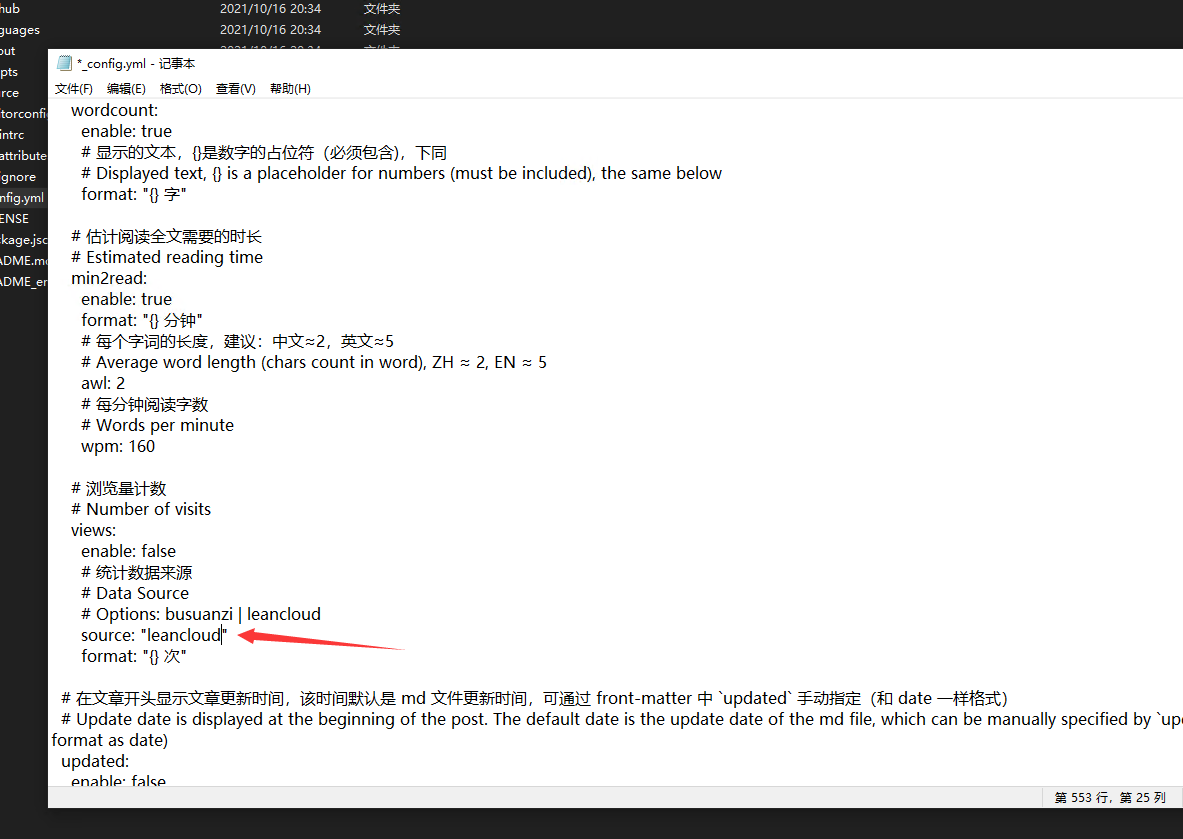 hub 2021/10/16 20:34 文件夹
guages 2021/10/16 20:34 文件夹
out
pts
rce
torconfi
intrc
attribute
gnore
nfig.yml
ENSE
kage.jsc
ADME.mc
ADME_er
*_config.yml - 记事本
文件(F) 编辑(E) 格式(O) 查看(V) 帮助(H)
wordcount:
enable: true
# 显示的文本，{}是数字的占位符（必须包含)，下同
# Displayed text, {} is a placeholder for numbers (must be included), the same below
format: "{} 字"
# 估计阅读全文需要的时长
# Estimated reading time
min2read:
enable: true
format: "{} 分钟"
# 每个字词的长度，建议：中文≈2，英文≈5
# Average word length (chars count in word), ZH ≈ 2, EN ≈ 5
awl: 2
# 每分钟阅读字数
# Words per minute
wpm: 160
# 浏览量计数
# Number of visits
views:
enable: false
# 统计数据来源
# Data Source
# Options: busuanzi | leancloud
source: "leancloud"
format: "{} 次"
# 在文章开头显示文章更新时间，该时间默认是 md 文件更新时间，可通过 front-matter 中 `updated` 手动指定（和 date 一样格式）
# Update date is displayed at the beginning of the post. The default date is the update date of the md file, which can be manually specified by `up
format as date)
updated:
enable: false
第 553 行，第 25 列